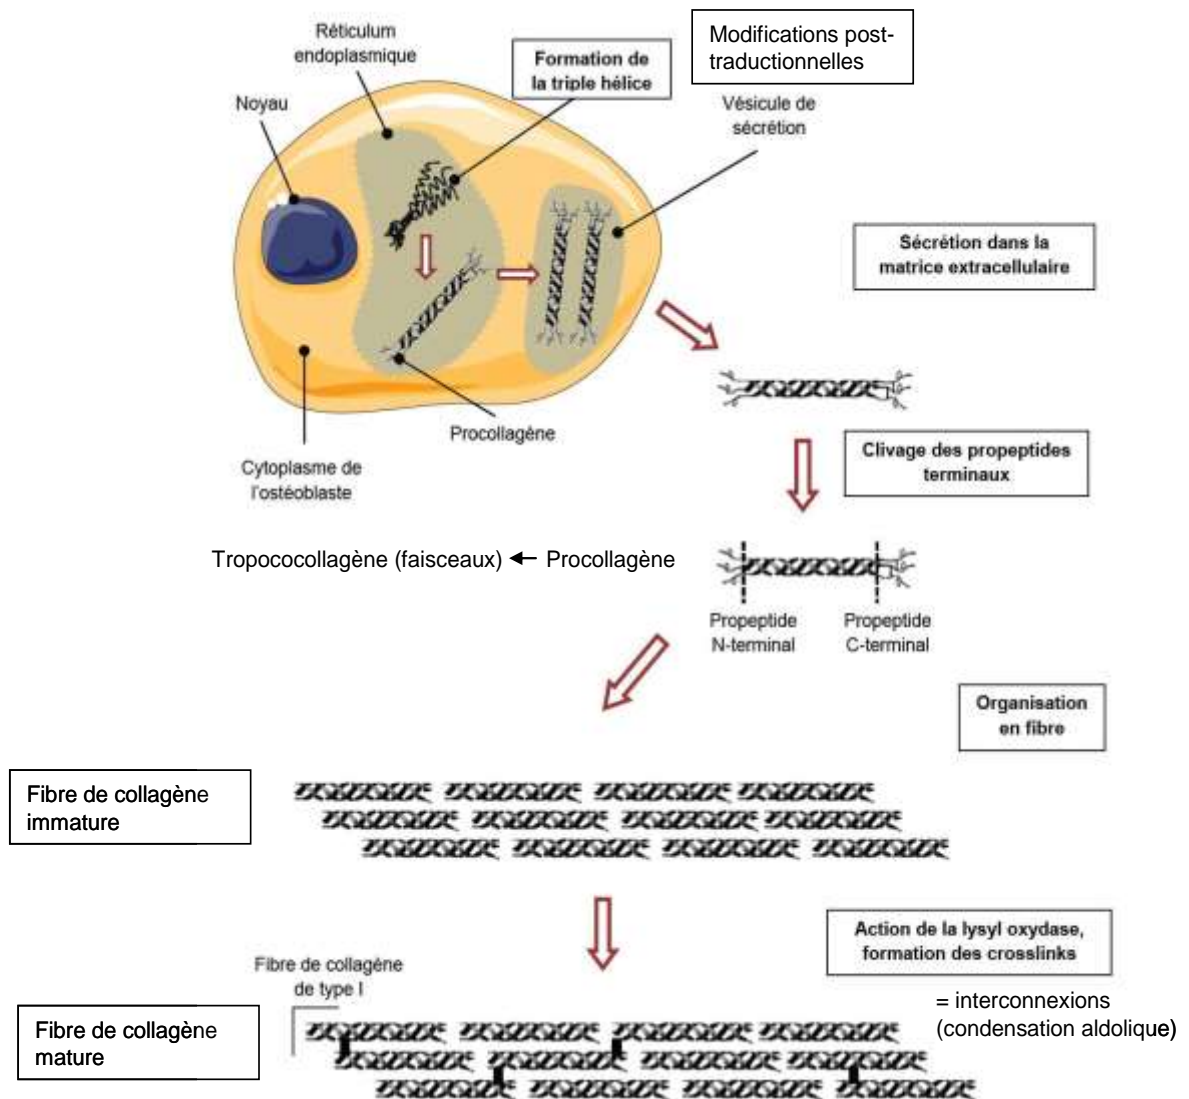 Réticulum
endoplasmique
Formation de
la triple hélice
Modifications post-
traductionnelles
Noyau
Vésicule de
sécrétion
Sécrétion dans la
matrice extracellulaire
Procollagène
Cytoplasme de
l'ostéoblaste
Clivage des propeptides
terminaux
Tropococollagène (faisceaux) ← Procollagène
Propeptide
N-terminal
Propeptide
C-terminal
Organisation
en fibre
Fibre de collagène
immature
Action de la lysyl oxydase,
formation des crosslinks
Fibre de collagène
de type I
= interconnexions
(condensation aldolique)
Fibre de collagène
mature